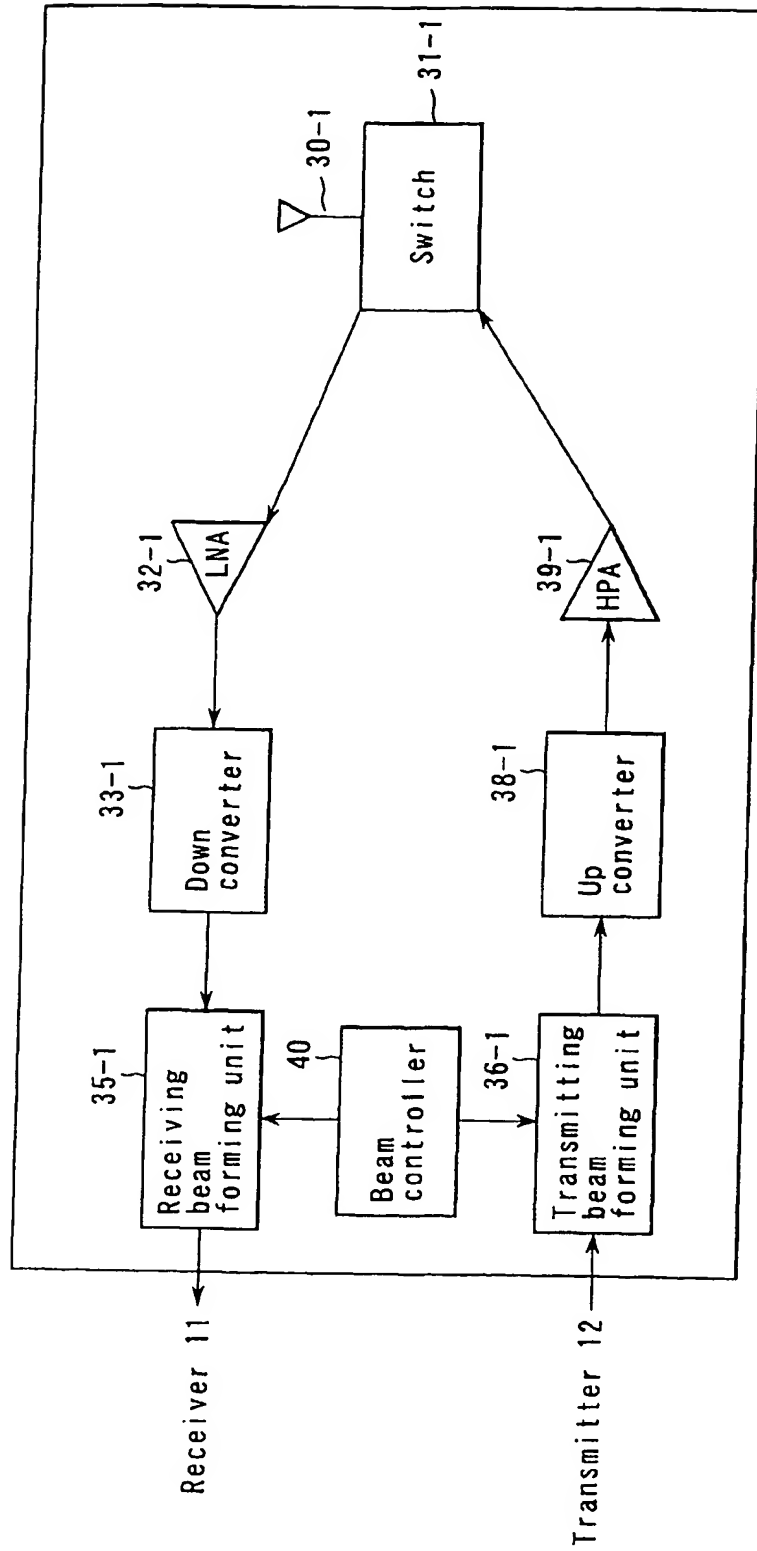 Receiver 11
35-1
Receiving
beam
forming unit
33-1
Down
converter
32-1
LNA
30-1
31-1
Switch
40
Beam
controller
Transmitter 12
36-1
Transmitting
beam
forming unit
38-1
Up
converter
39-1
HPA